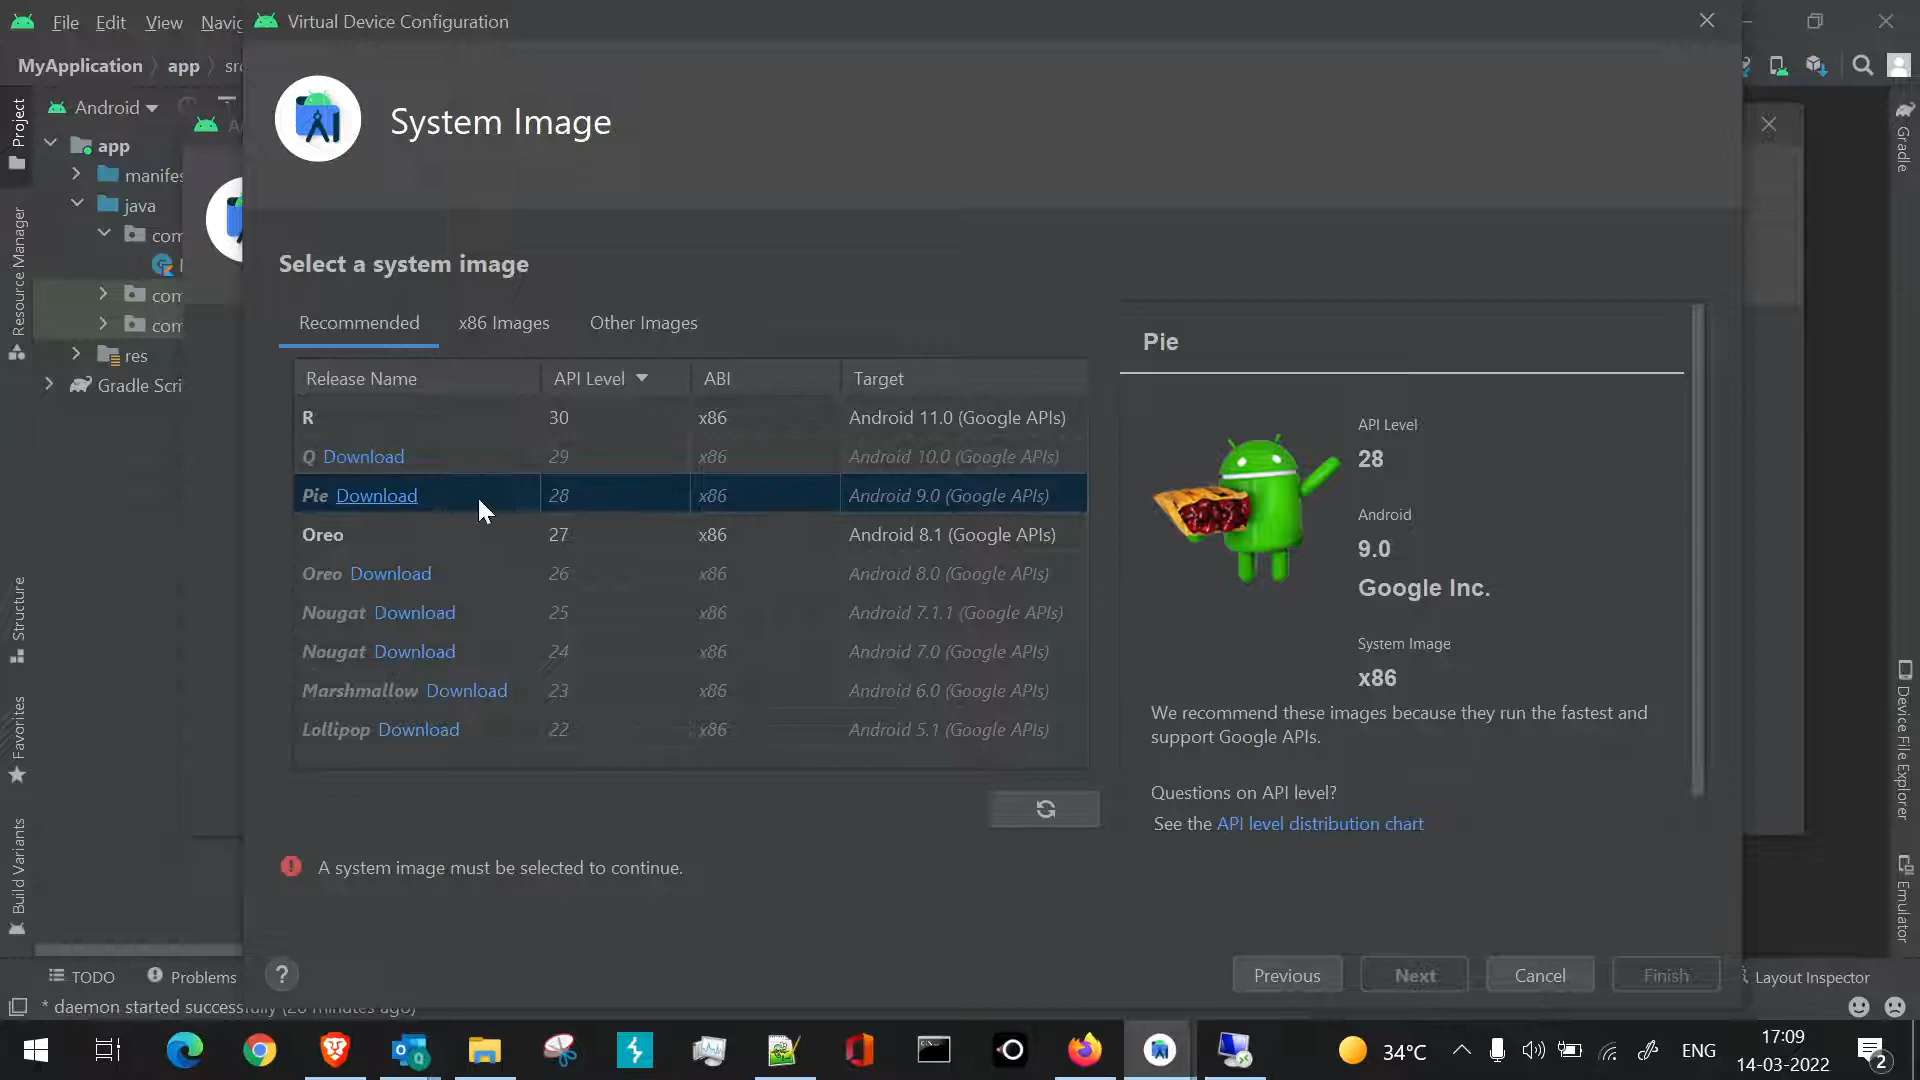 File Edit View Navig
Virtual Device Configuration
MyApplication app src
Android
System Image
Project
Resource Manager
Structure
Favorites
Build Variants
app
manifes
java
com
com
com
res
Gradle Scri
Select a system image
Recommended x86 Images Other Images
Release Name API Level ABI Target
R 30 x86 Android 11.0 (Google APIs)
Q Download 29 x86 Android 10.0 (Google APIs)
Pie Download 28 x86 Android 9.0 (Google APIs)
Oreo 27 x86 Android 8.1 (Google APIs)
Oreo Download 26 x86 Android 8.0 (Google APIs)
Nougat Download 25 x86 Android 7.1.1 (Google APIs)
Nougat Download 24 x86 Android 7.0 (Google APIs)
Marshmallow Download 23 x86 Android 6.0 (Google APIs)
Lollipop Download 22 x86 Android 5.1 (Google APIs)
Pie
API Level
28
Android
9.0
Google Inc.
System Image
x86
We recommend these images because they run the fastest and
support Google APIs.
Questions on API level?
See the API level distribution chart
A system image must be selected to continue.
? Previous Next Cancel Finish
Gradle
Device File Explorer
Emulator
TODO Problems Layout Inspector
* daemon started successfully (26 minutes ago)
34°C ENG 17:09
14-03-2022
2